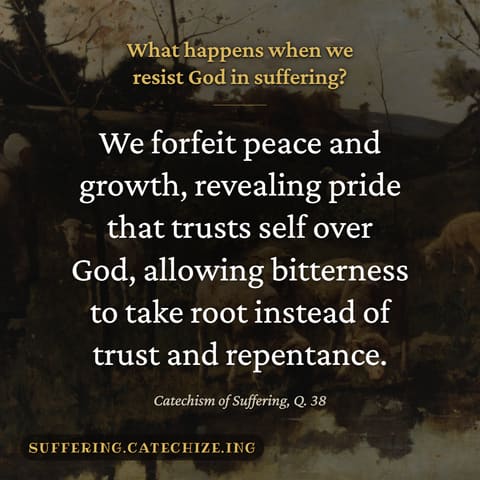 What happens when we
resist God in suffering?
We forfeit peace and
growth, revealing pride
that trusts self over
God, allowing bitterness
to take root instead of
trust and repentance.
Catechism of Suffering, Q. 38
SUFFERING.CATECHIZE.ING